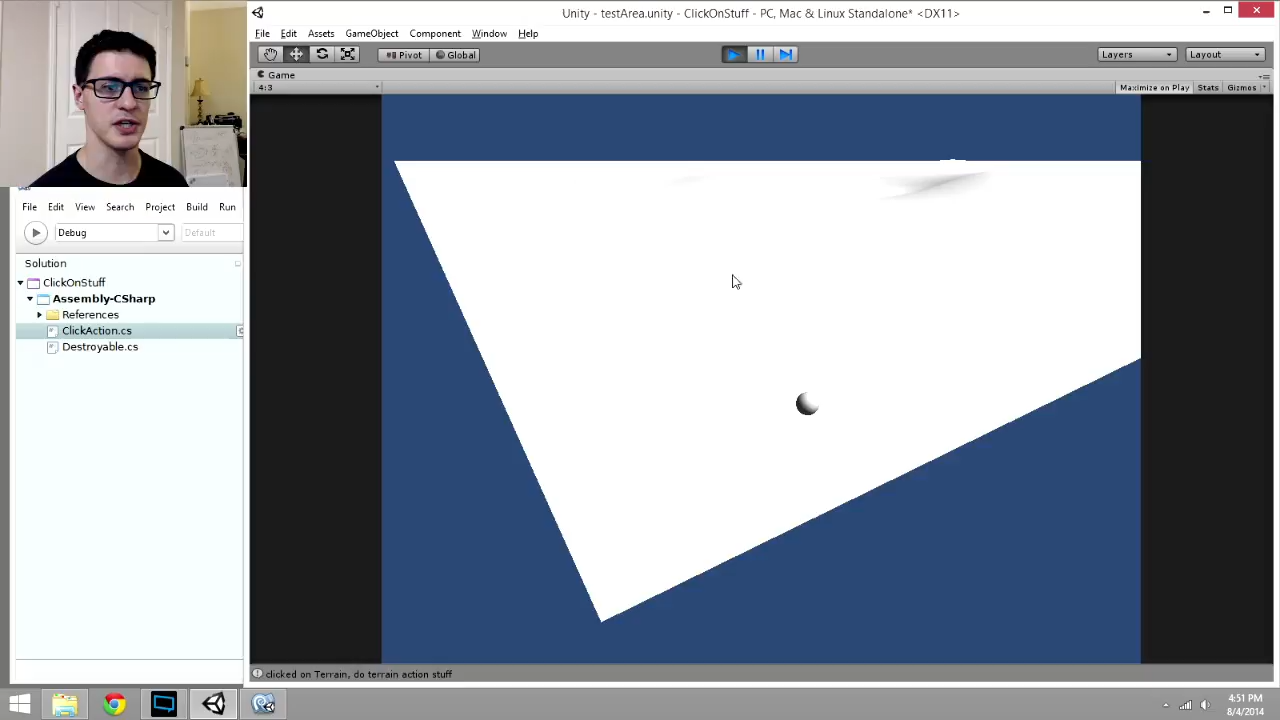 Unity - testArea.unity - ClickOnStuff - PC, Mac & Linux Standalone* <DX11>
File Edit Assets GameObject Component Window Help
Pivot Global Layers Layout
Game
4:3 Maximize on Play Stats Gizmos
File Edit View Search Project Build Run
Debug Default
Solution
ClickOnStuff
Assembly-CSharp
References
ClickAction.cs
Destroyable.cs
clicked on Terrain, do terrain action stuff
4:51 PM
8/4/2014